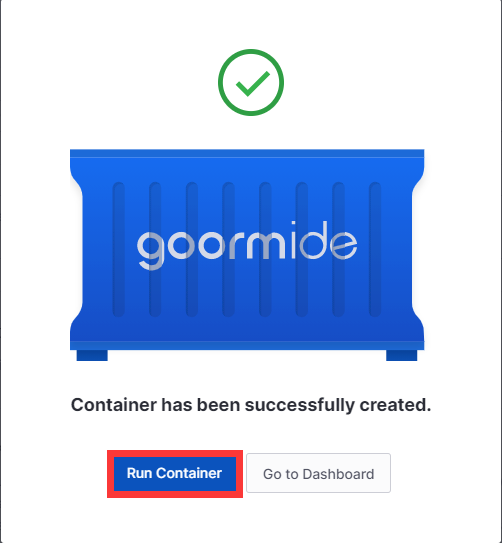 goormide
Container has been successfully created.
Run Container
Go to Dashboard